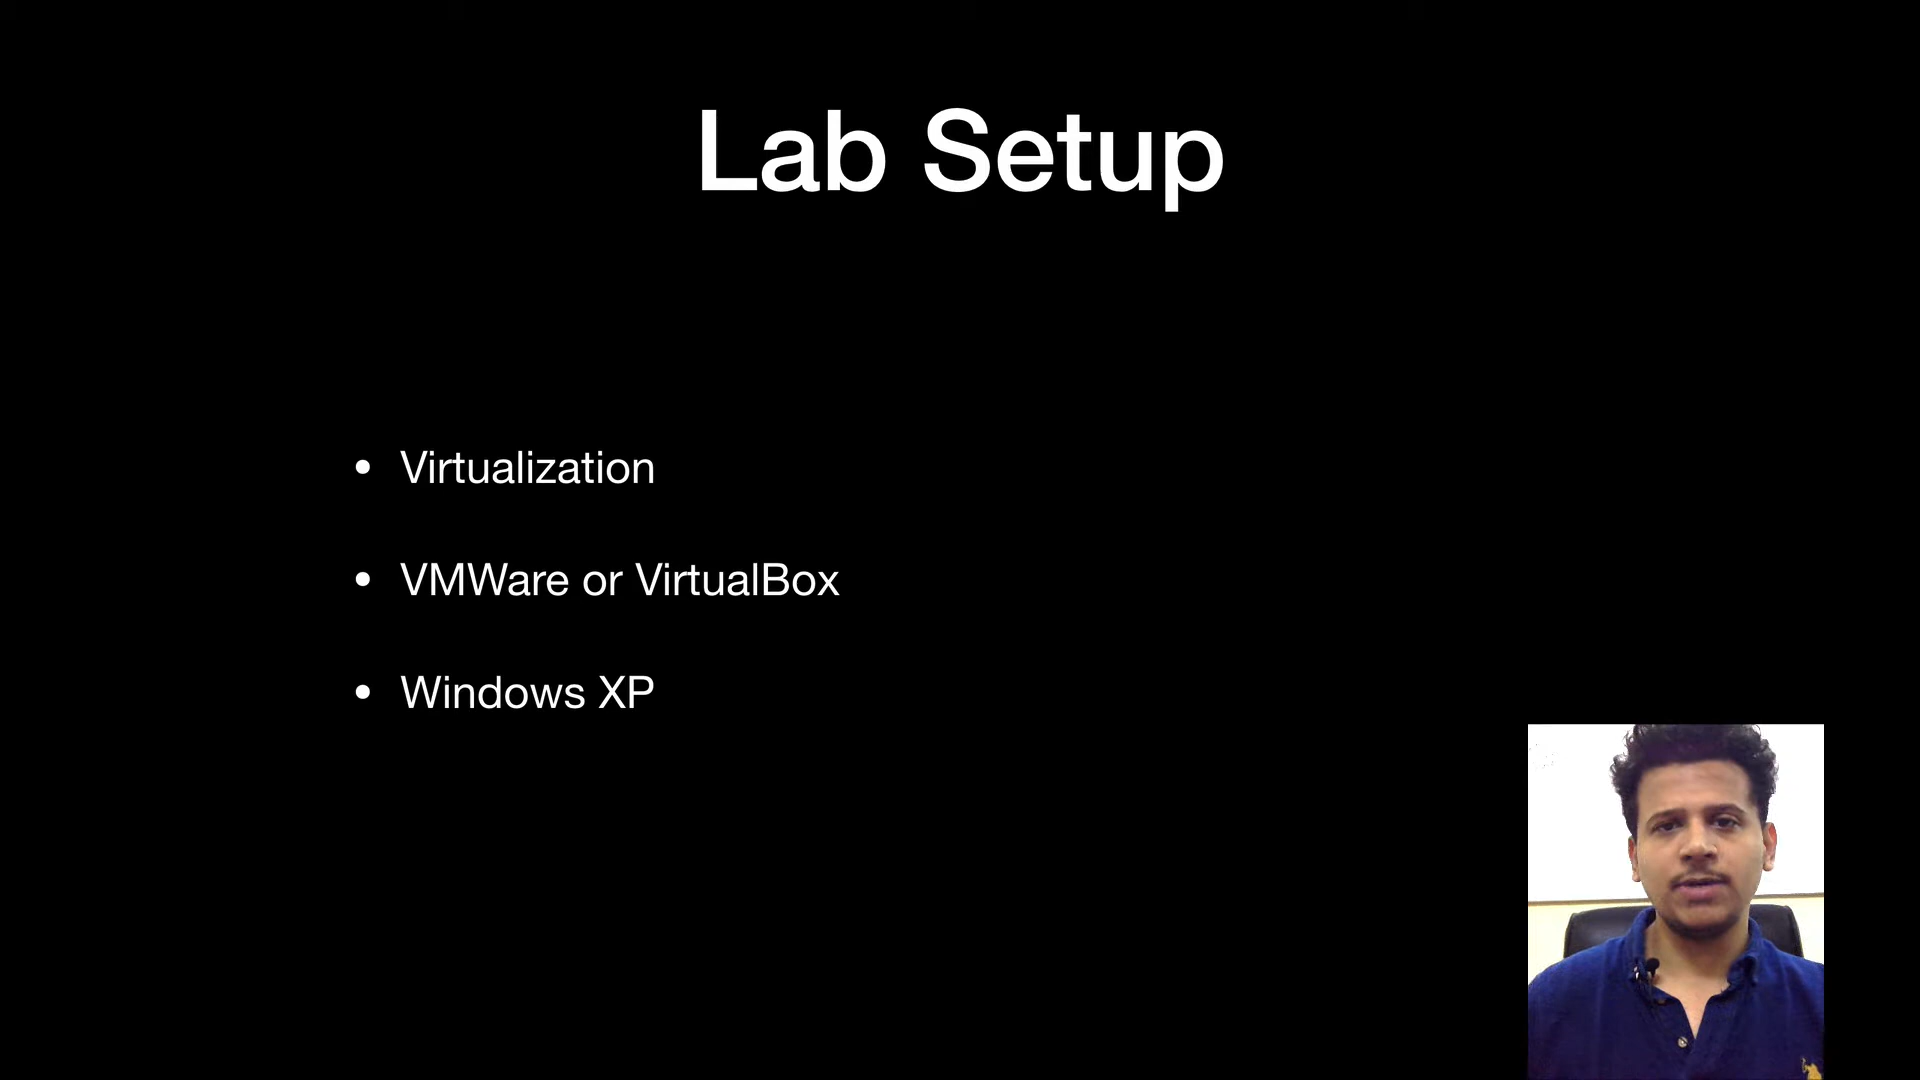 Lab Setup
• Virtualization
• VMWare or VirtualBox
• Windows XP